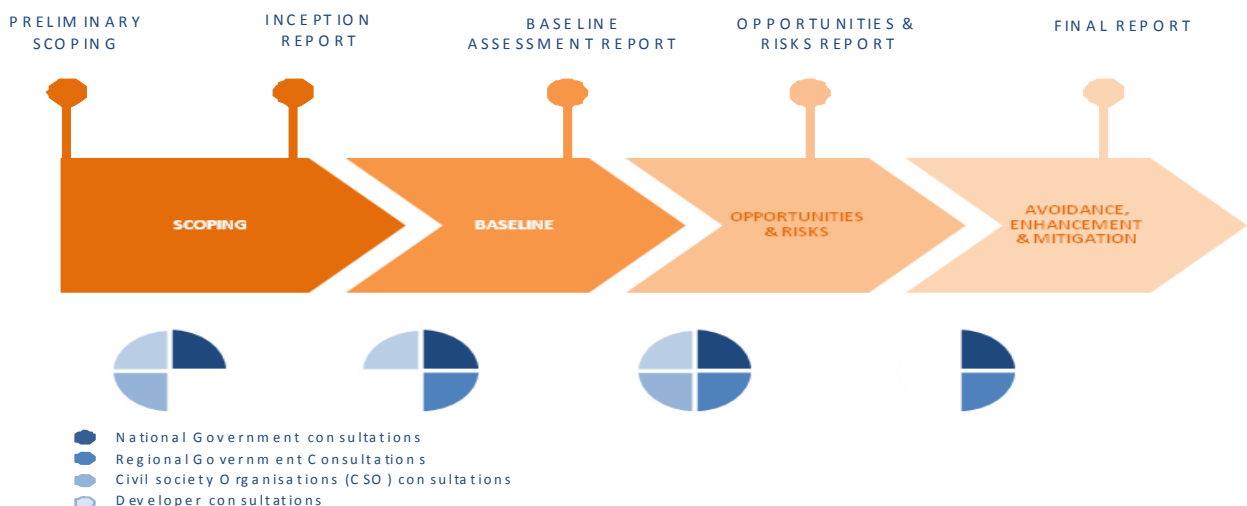 PRELIMINARY
SCOPING
INCEPTION
REPORT
BASELINE
ASSESSMENT REPORT
OPPORTUNITIES &
RISKS REPORT
FINAL REPORT
SCOPING
BASELINE
OPPORTUNITIES
& RISKS
AVOIDANCE,
ENHANCEMENT
& MITIGATION
National Government consultations
Regional Government Consultations
Civil society Organisations (CSO) consultations
Developer consultations